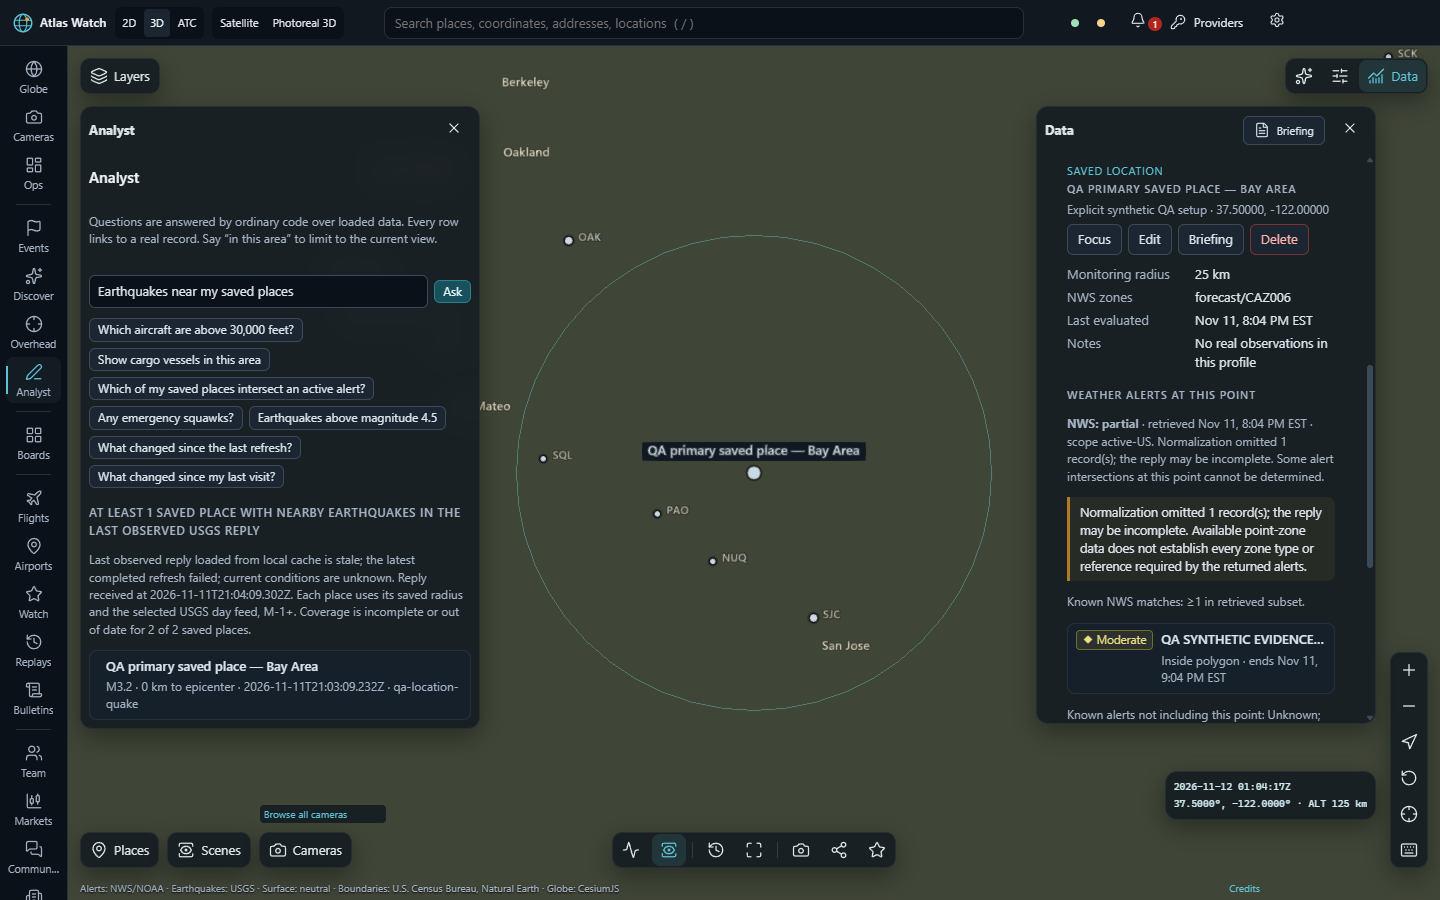 Atlas Watch
2D 3D ATC
Satellite Photoreal 3D
Search places, coordinates, addresses, locations ( / )
1
Providers
Globe
Cameras
Ops
Events
Discover
Overhead
Analyst
Boards
Flights
Airports
Watch
Replays
Bulletins
Team
Markets
Commun...
Layers
Analyst
Analyst
Questions are answered by ordinary code over loaded data. Every row
links to a real record. Say “in this area” to limit to the current view.
Earthquakes near my saved places
Ask
Which aircraft are above 30,000 feet?
Show cargo vessels in this area
Which of my saved places intersect an active alert?
Any emergency squawks?
Earthquakes above magnitude 4.5
What changed since the last refresh?
What changed since my last visit?
AT LEAST 1 SAVED PLACE WITH NEARBY EARTHQUAKES IN THE
LAST OBSERVED USGS REPLY
Last observed reply loaded from local cache is stale; the latest
completed refresh failed; current conditions are unknown. Reply
received at 2026-11-11T21:04:09.302Z. Each place uses its saved radius
and the selected USGS day feed, M-1+. Coverage is incomplete or out
of date for 2 of 2 saved places.
QA primary saved place — Bay Area
M3.2 · 0 km to epicenter · 2026-11-11T21:03:09.232Z · qa-location-
quake
Berkeley
Oakland
OAK
Mateo
SQL
QA primary saved place — Bay Area
PAO
NUQ
SJC
San Jose
SCK
Data
Data
Briefing
SAVED LOCATION
QA PRIMARY SAVED PLACE — BAY AREA
Explicit synthetic QA setup · 37.50000, -122.00000
Focus
Edit
Briefing
Delete
Monitoring radius 25 km
NWS zones forecast/CAZ006
Last evaluated Nov 11, 8:04 PM EST
Notes No real observations in
this profile
WEATHER ALERTS AT THIS POINT
NWS: partial · retrieved Nov 11, 8:04 PM EST ·
scope active-US. Normalization omitted 1
record(s); the reply may be incomplete. Some alert
intersections at this point cannot be determined.
Normalization omitted 1 record(s); the reply
may be incomplete. Available point-zone
data does not establish every zone type or
reference required by the returned alerts.
Known NWS matches: ≥1 in retrieved subset.
◆ Moderate QA SYNTHETIC EVIDENCE...
Inside polygon · ends Nov 11,
9:04 PM EST
Known alerts not including this point: Unknown;
2026-11-12 01:04:17Z
37.5000°, -122.0000° · ALT 125 km
Browse all cameras
Places
Scenes
Cameras
Alerts: NWS/NOAA · Earthquakes: USGS · Surface: neutral · Boundaries: U.S. Census Bureau, Natural Earth · Globe: CesiumJS
Credits